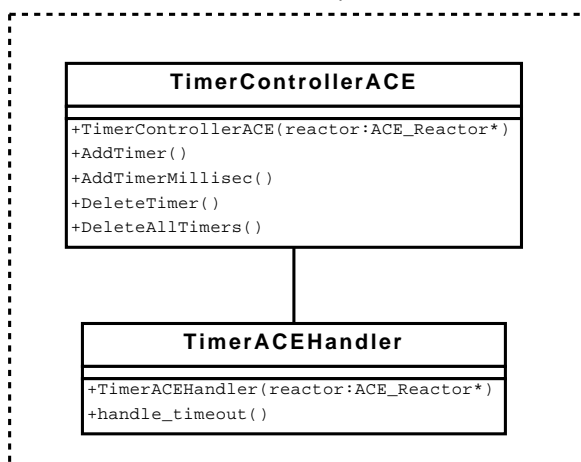 TimerControllerACE
+TimerControllerACE(reactor:ACE_Reactor*)
+AddTimer()
+AddTimerMillisec()
+DeleteTimer()
+DeleteAllTimers()
TimerACEHandler
+TimerACEHandler(reactor:ACE_Reactor*)
+handle_timeout()